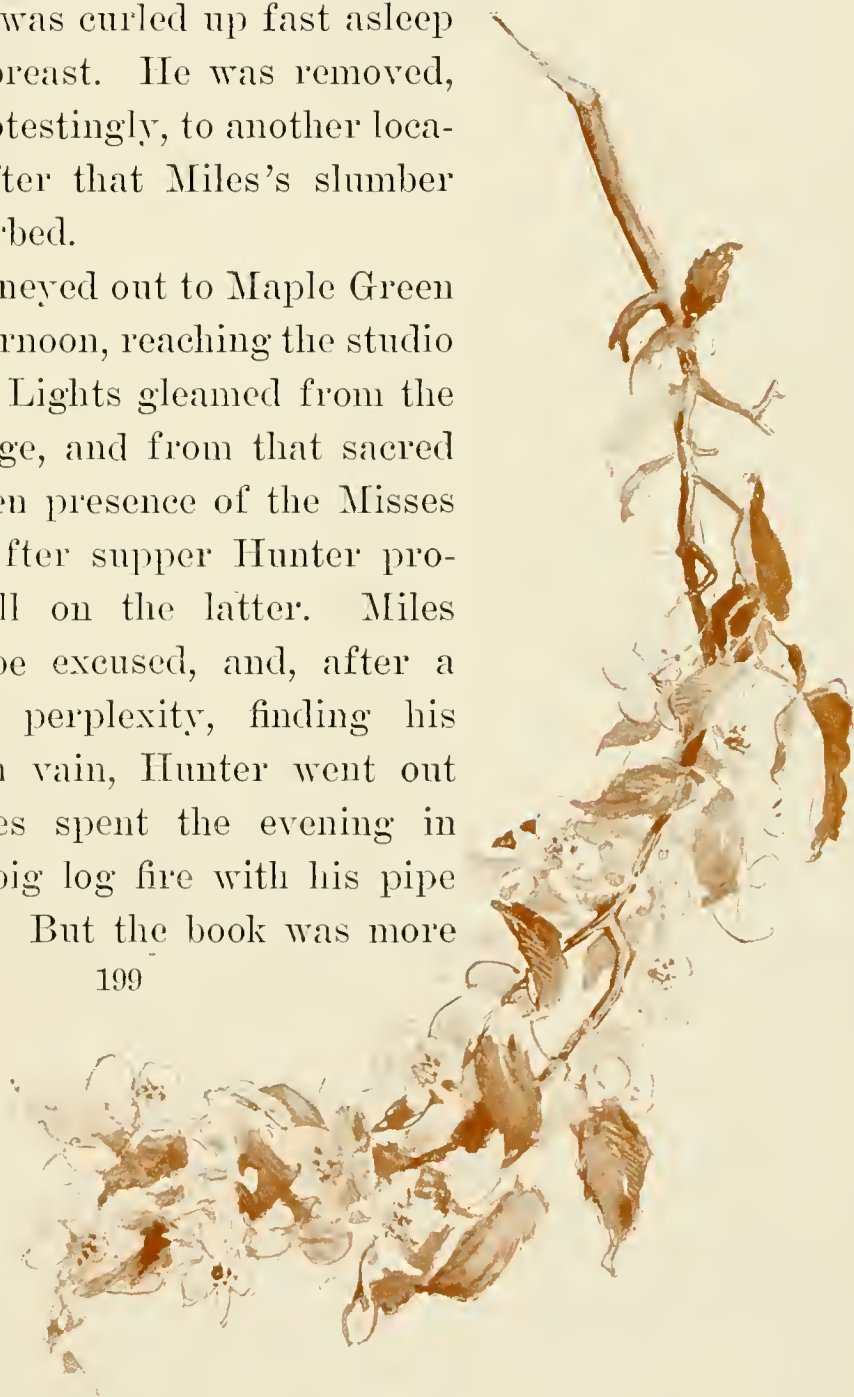 was curled up fast asleep
breast. He was removed,
otestingly, to another loca-
fter that Miles's slumber
rbed.
neyed out to Maple Green
rnoon, reaching the studio
Lights gleamed from the
ge, and from that sacred
en presence of the Misses
fter supper Hunter pro-
ll on the latter. Miles
be excused, and, after a
perplexity, finding his
n vain, Hunter went out
es spent the evening in
big log fire with his pipe
But the book was more
199